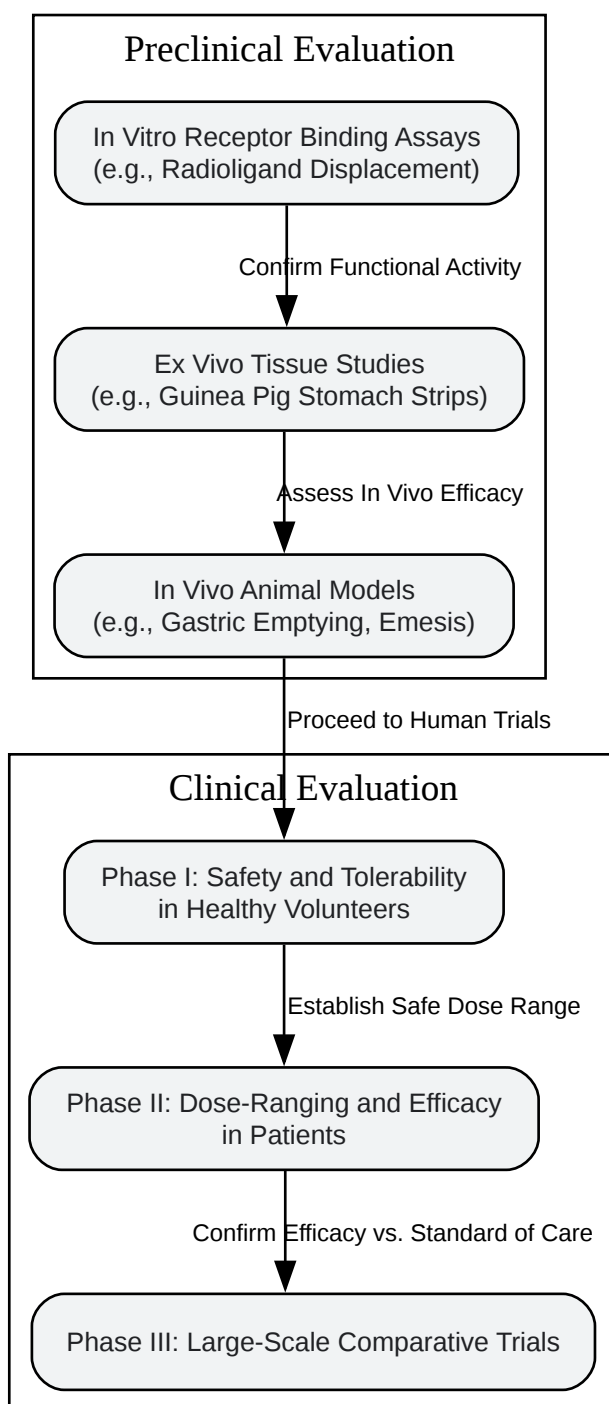 Preclinical Evaluation
In Vitro Receptor Binding Assays
(e.g., Radioligand Displacement)
Confirm Functional Activity
Ex Vivo Tissue Studies
(e.g., Guinea Pig Stomach Strips)
Assess In Vivo Efficacy
In Vivo Animal Models
(e.g., Gastric Emptying, Emesis)
Proceed to Human Trials
Clinical Evaluation
Phase I: Safety and Tolerability
in Healthy Volunteers
Establish Safe Dose Range
Phase II: Dose-Ranging and Efficacy
in Patients
Confirm Efficacy vs. Standard of Care
Phase III: Large-Scale Comparative Trials